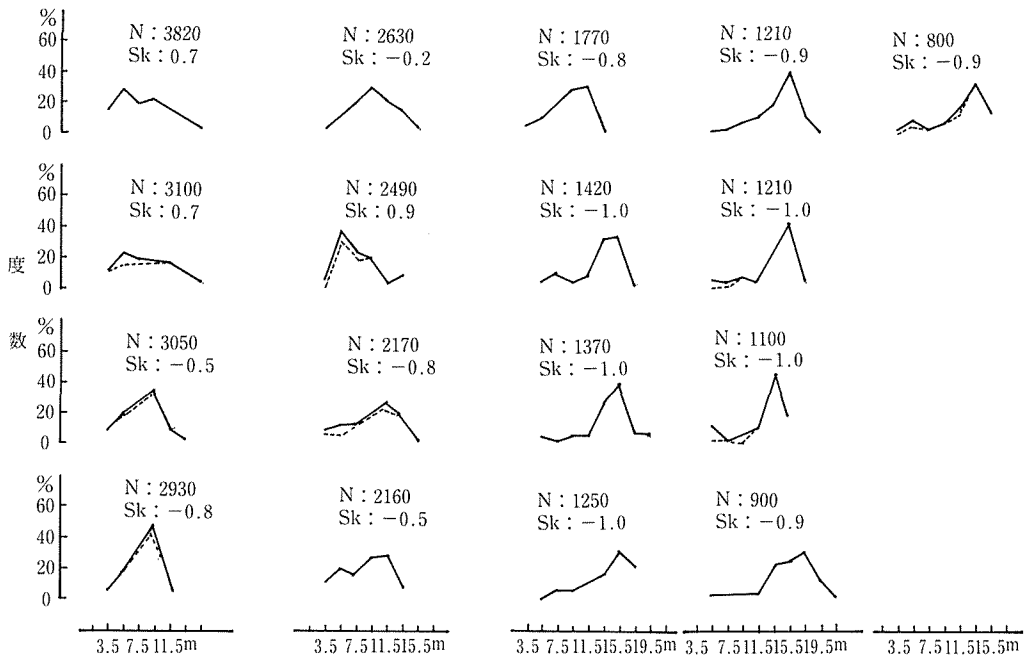 %
60
40
20
0
N：3820
Sk：0.7
N：2630
Sk：−0.2
N：1770
Sk：−0.8
N：1210
Sk：−0.9
N：800
Sk：−0.9
%
60
40
20
0
N：3100
Sk：0.7
N：2490
Sk：0.9
N：1420
Sk：−1.0
N：1210
Sk：−1.0
度
数
%
60
40
20
0
N：3050
Sk：−0.5
N：2170
Sk：−0.8
N：1370
Sk：−1.0
N：1100
Sk：−1.0
%
60
40
20
0
N：2930
Sk：−0.8
N：2160
Sk：−0.5
N：1250
Sk：−1.0
N：900
Sk：−0.9
3.5 7.5 11.5m
3.5 7.5 11.5 15.5m
3.5 7.5 11.5 15.5 19.5m
3.5 7.5 11.5 15.5 19.5m
3.5 7.5 11.5 15.5m